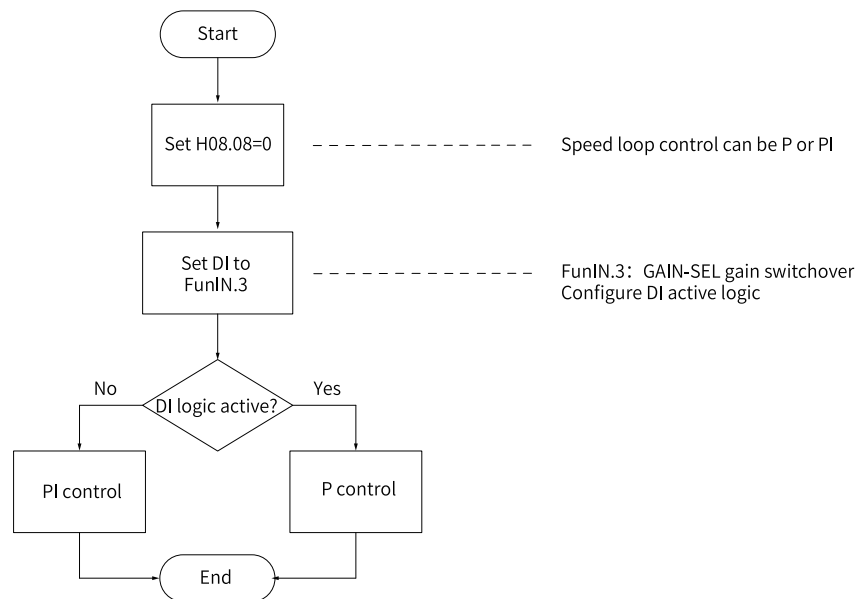 Start
Set H08.08=0
Speed loop control can be P or PI
Set DI to
FunIN.3
FunIN.3：GAIN-SEL gain switchover
Configure DI active logic
No
Yes
DI logic active?
PI control
P control
End